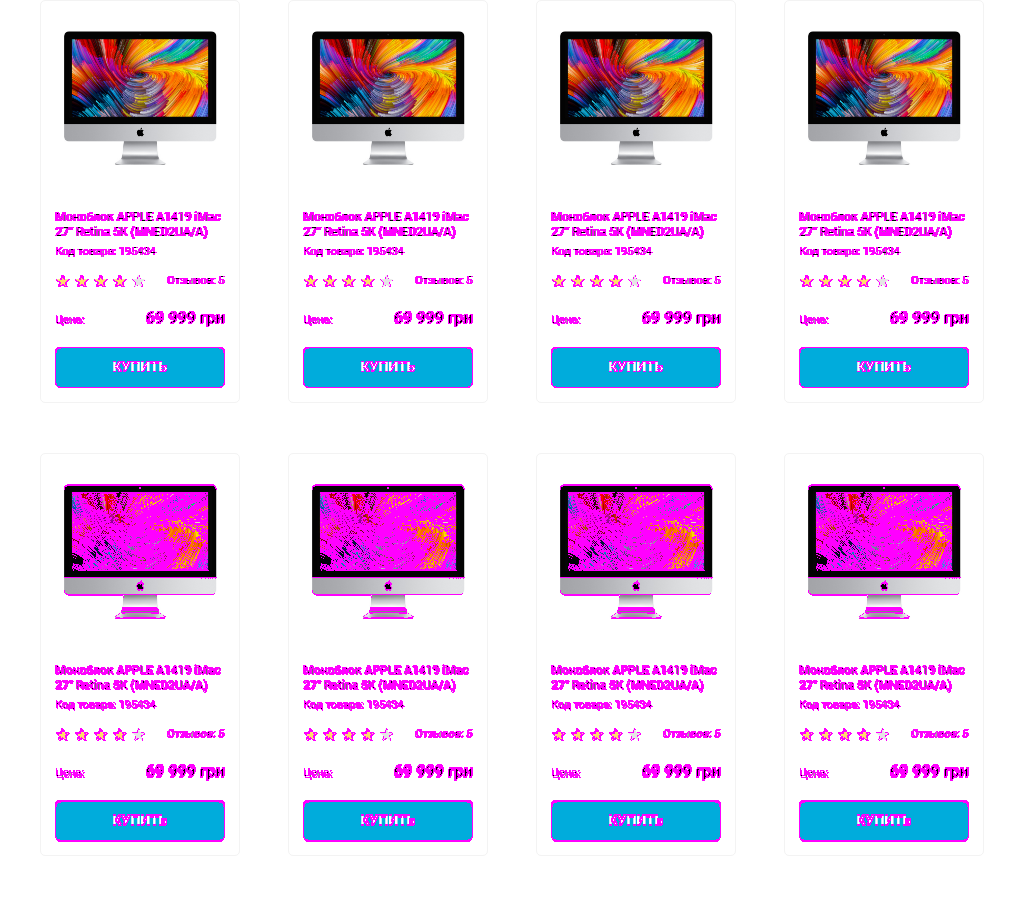 Моноблок APPLE A1419 iMac Моноблок APPLE A1419 iMac Моноблок APPLE A1419 iMac Моноблок APPLE A1419 iMac
27" Retina 5K (MNED2UA/A) 27" Retina 5K (MNED2UA/A) 27" Retina 5K (MNED2UA/A) 27" Retina 5K (MNED2UA/A)
Код товара: 195434 Код товара: 195434 Код товара: 195434 Код товара: 195434
Отзывов: 5 Отзывов: 5 Отзывов: 5 Отзывов: 5
Цена: 69 999 грн Цена: 69 999 грн Цена: 69 999 грн Цена: 69 999 грн
КУПИТЬ КУПИТЬ КУПИТЬ КУПИТЬ
Моноблок APPLE A1419 iMac Моноблок APPLE A1419 iMac Моноблок APPLE A1419 iMac Моноблок APPLE A1419 iMac
27" Retina 5K (MNED2UA/A) 27" Retina 5K (MNED2UA/A) 27" Retina 5K (MNED2UA/A) 27" Retina 5K (MNED2UA/A)
Код товара: 195434 Код товара: 195434 Код товара: 195434 Код товара: 195434
Отзывов: 5 Отзывов: 5 Отзывов: 5 Отзывов: 5
Цена: 69 999 грн Цена: 69 999 грн Цена: 69 999 грн Цена: 69 999 грн
КУПИТЬ КУПИТЬ КУПИТЬ КУПИТЬ